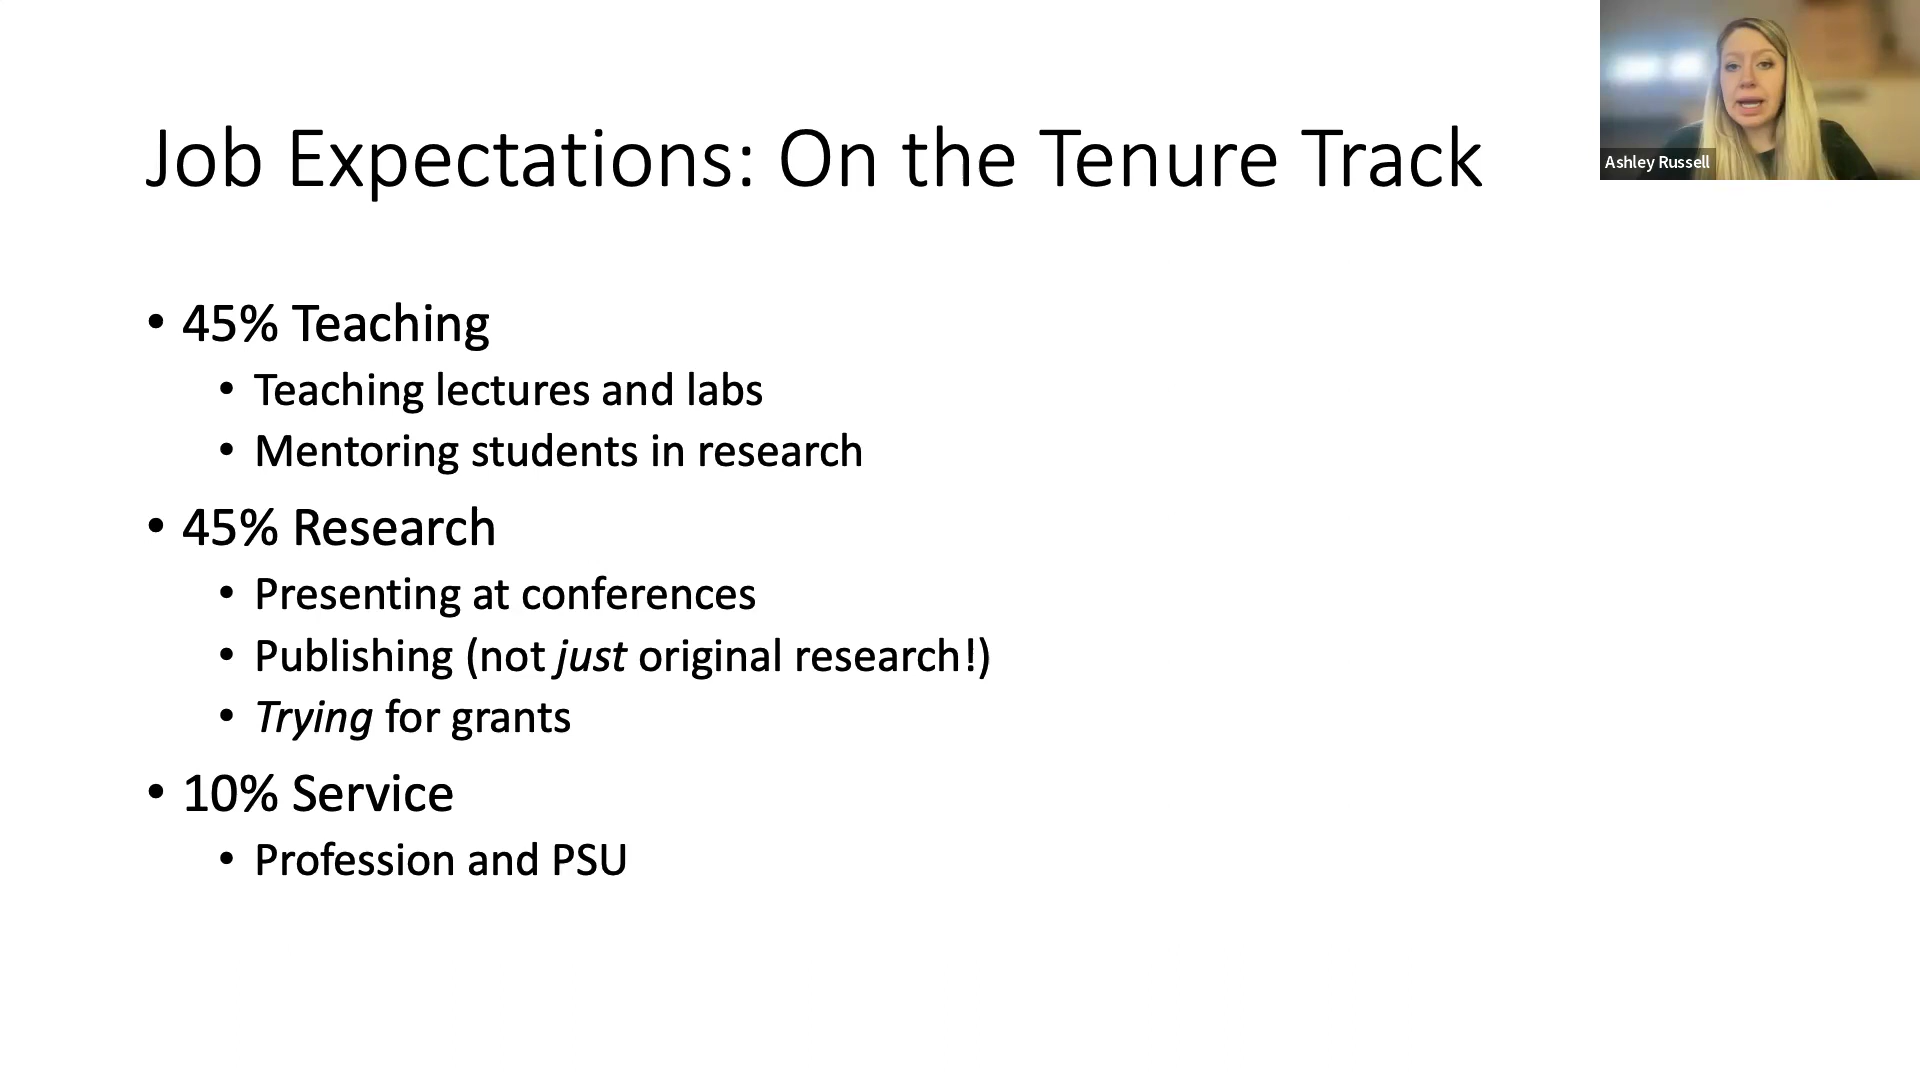 Job Expectations: On the Tenure Track
Ashley Russell
• 45% Teaching
• Teaching lectures and labs
• Mentoring students in research
• 45% Research
• Presenting at conferences
• Publishing (not just original research!)
• Trying for grants
• 10% Service
• Profession and PSU